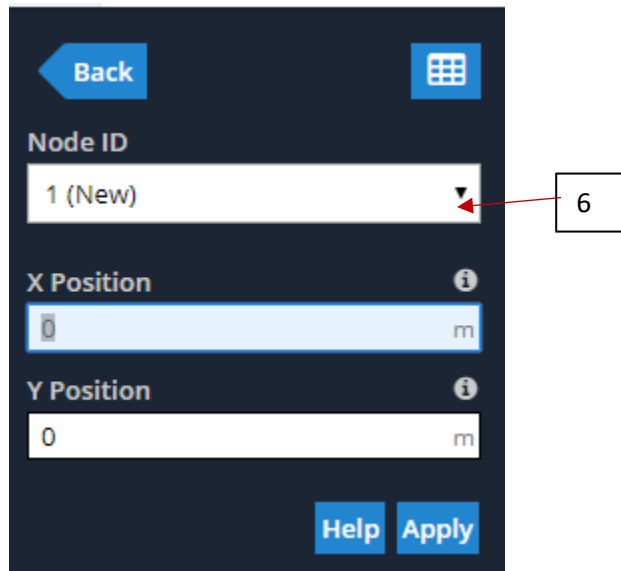 Back
Node ID
1 (New)
6
X Position
0 m
Y Position
0 m
Help Apply